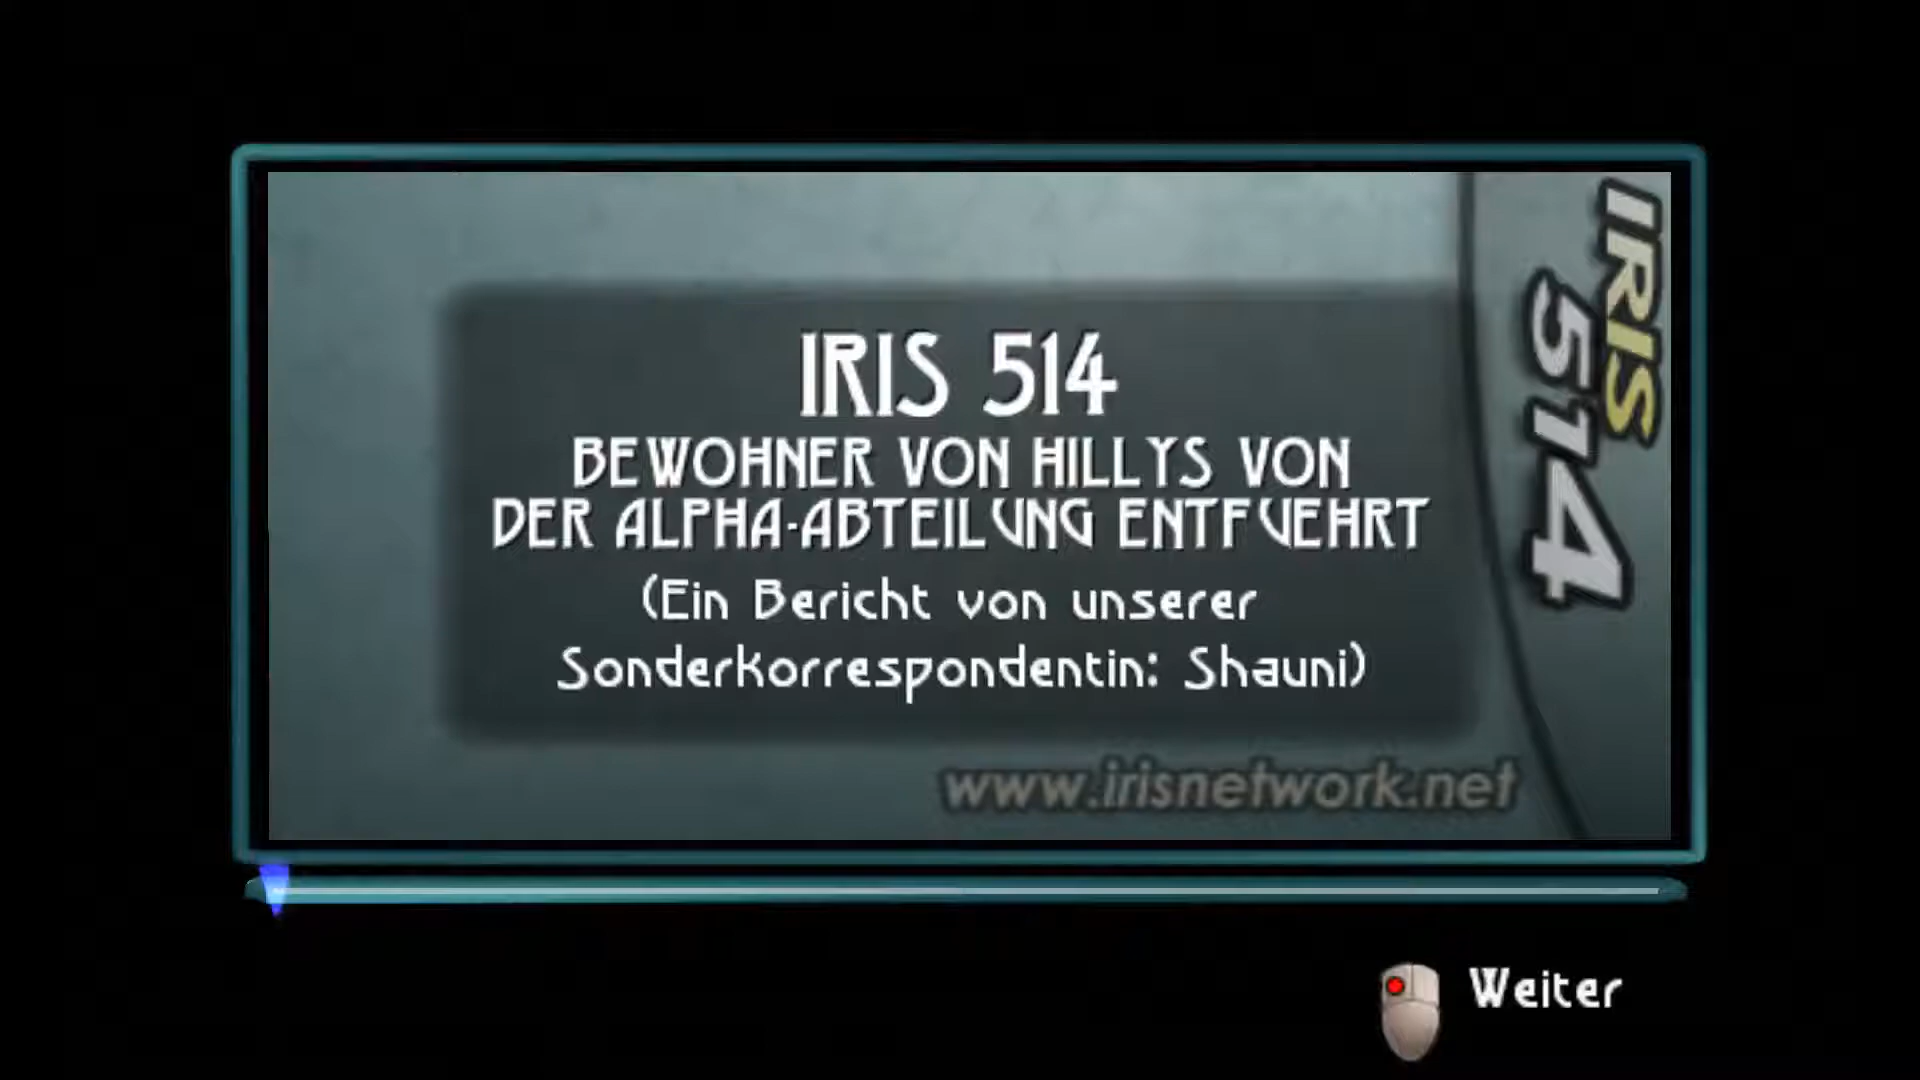 IRIS 514
BEWOHNER VON HILLYS VON
DER ALPHA-ABTEILUNG ENTFUEHRT
(Ein Bericht von unserer
Sonderkorrespondentin: Shauni)
IRIS
514
www.irisnetwork.net
Weiter